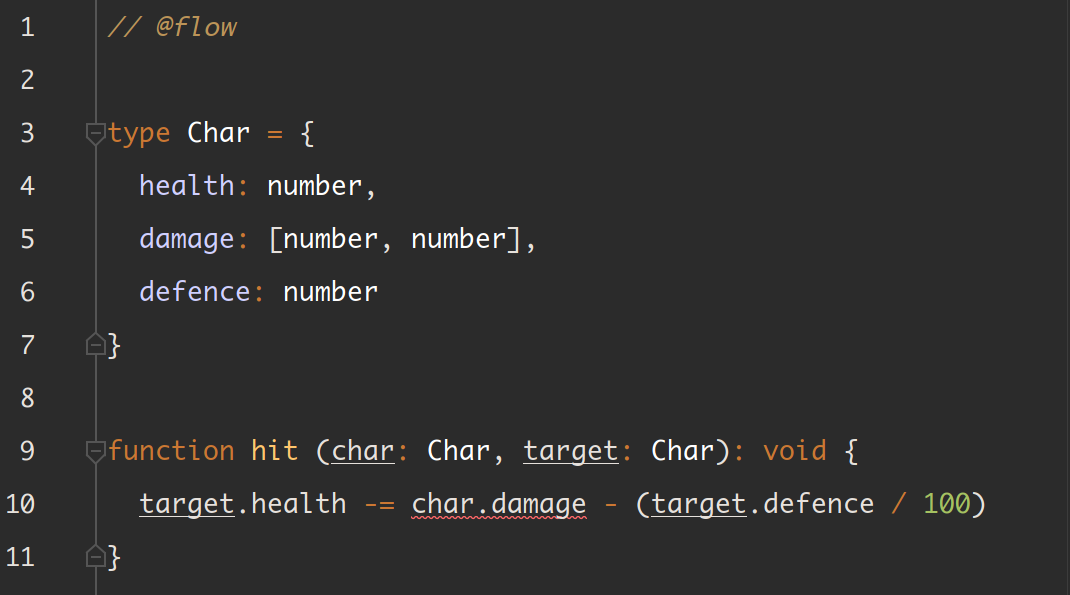 1 // @flow
2
3 type Char = {
4   health: number,
5   damage: [number, number],
6   defence: number
7 }
8
9 function hit (char: Char, target: Char): void {
10   target.health -= char.damage - (target.defence / 100)
11 }